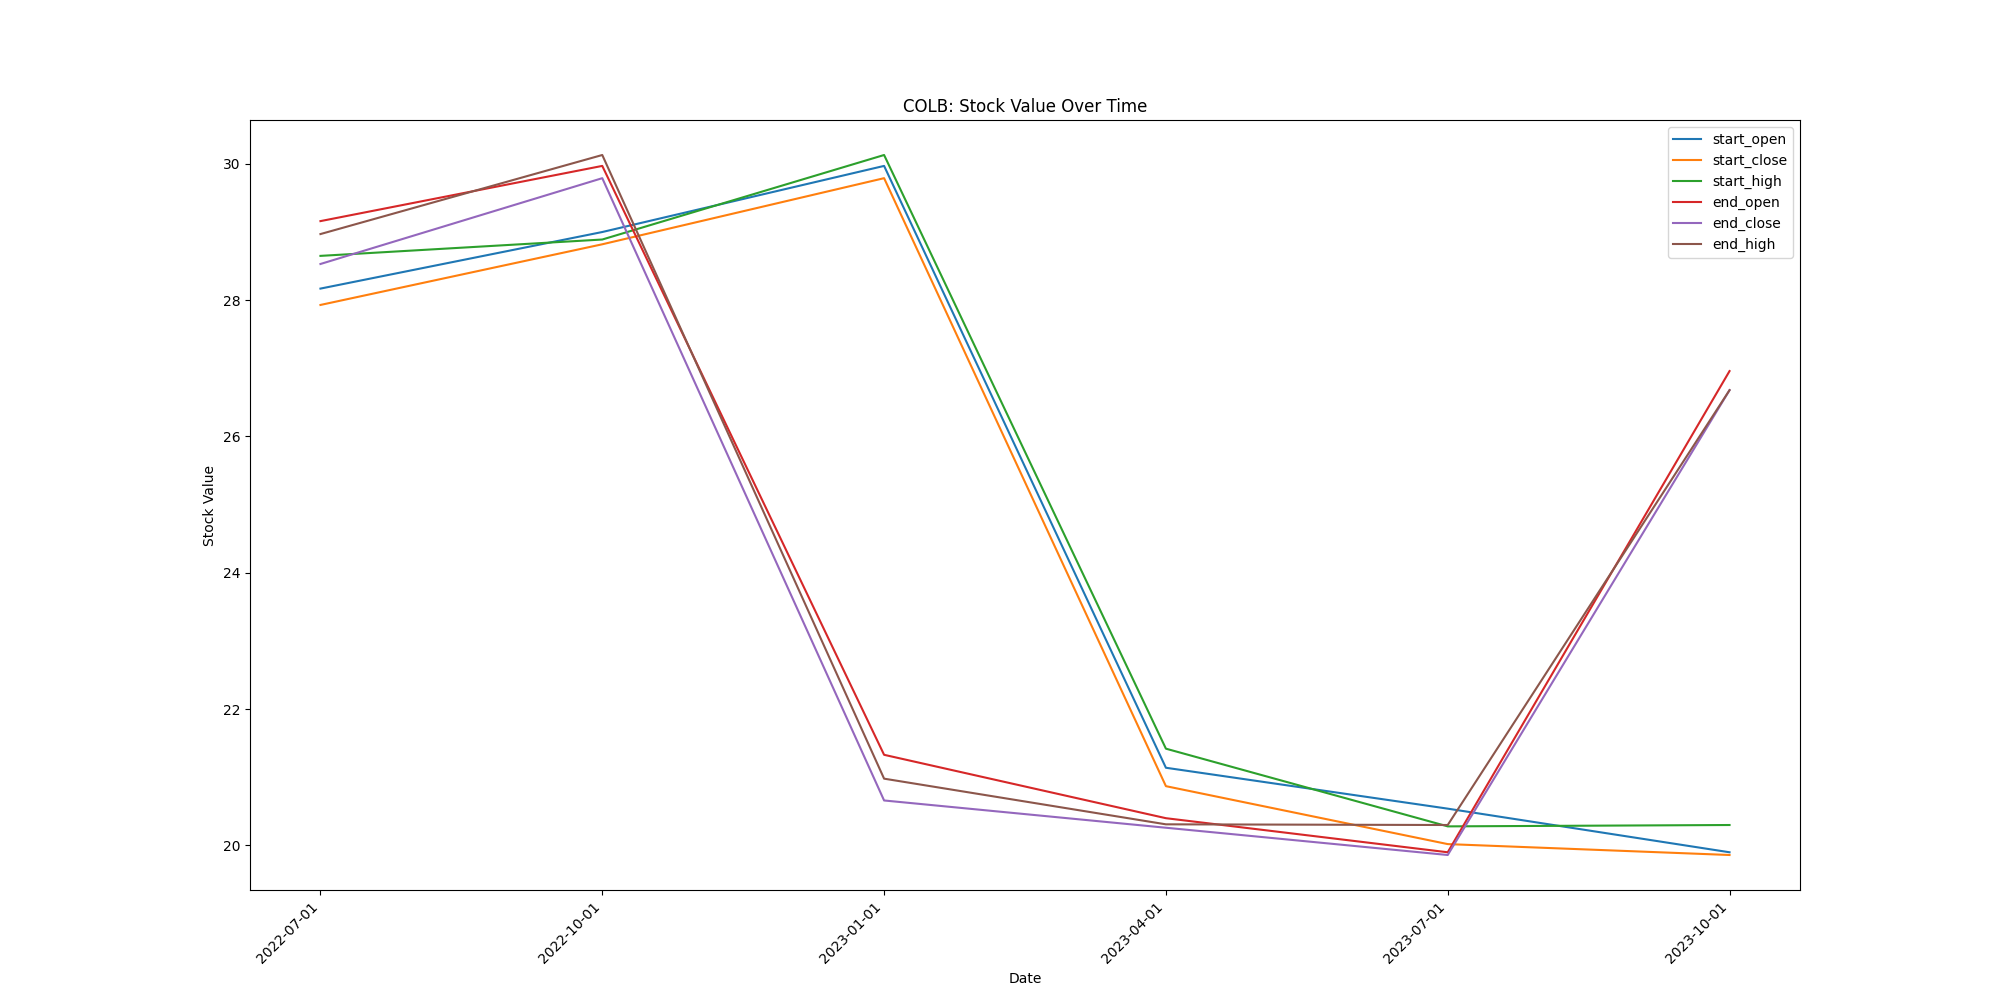 COLB: Stock Value Over Time
start_open
start_close
start_high
end_open
end_close
end_high
Stock Value
30
28
26
24
22
20
2022-07-01
2022-10-01
2023-01-01
2023-04-01
2023-07-01
2023-10-01
Date